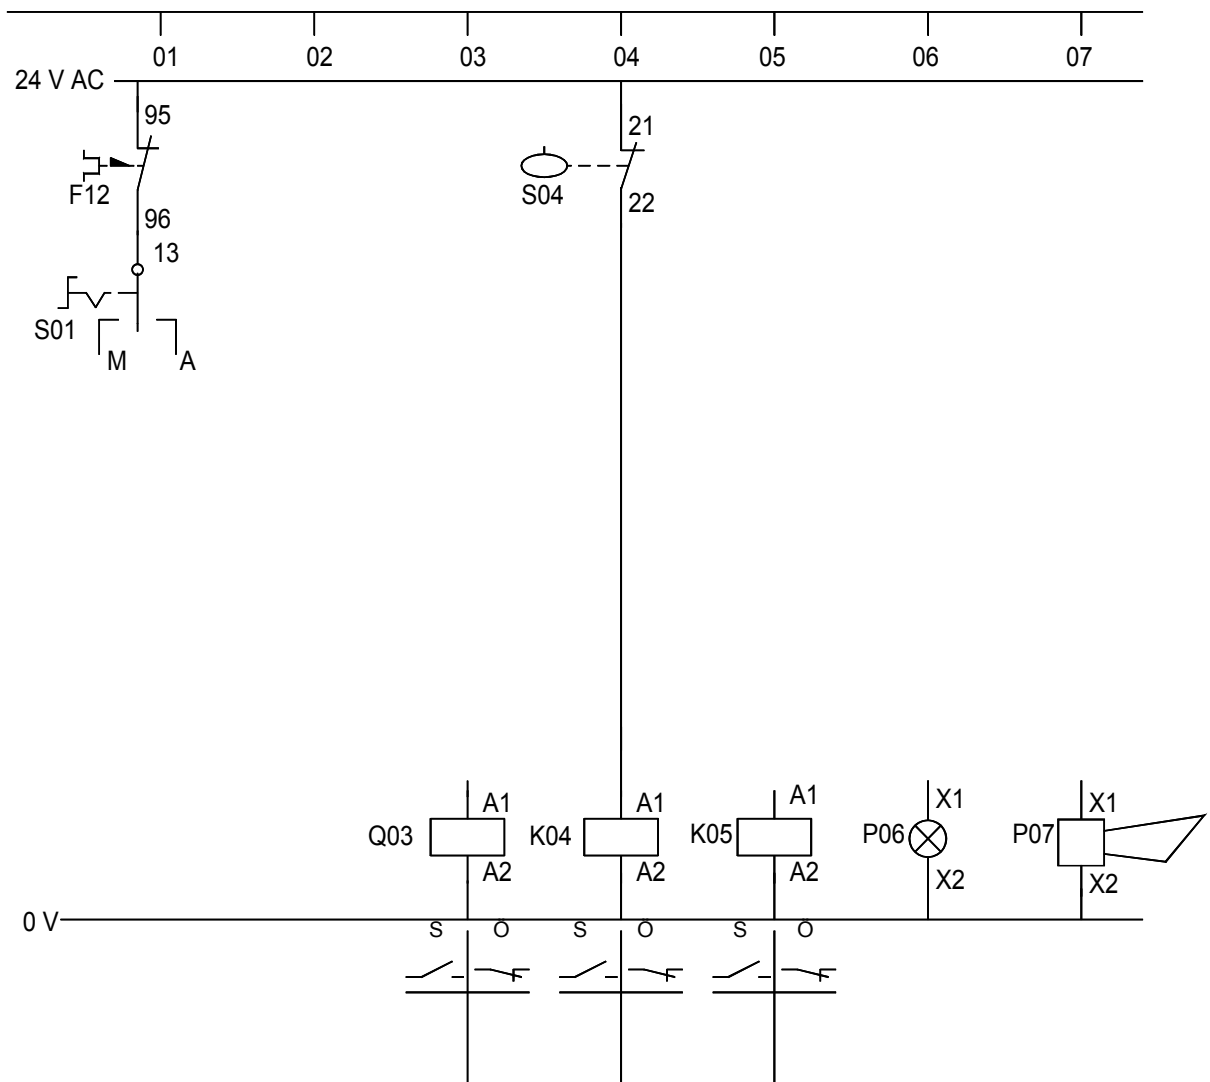 01 02 03 04 05 06 07
24 V AC
95 21
F12 S04
96 22
13
S01
M A
A1 A1 A1 X1 X1
Q03 K04 K05 P06 P07
A2 A2 A2 X2 X2
0 V
S Ö S Ö S Ö